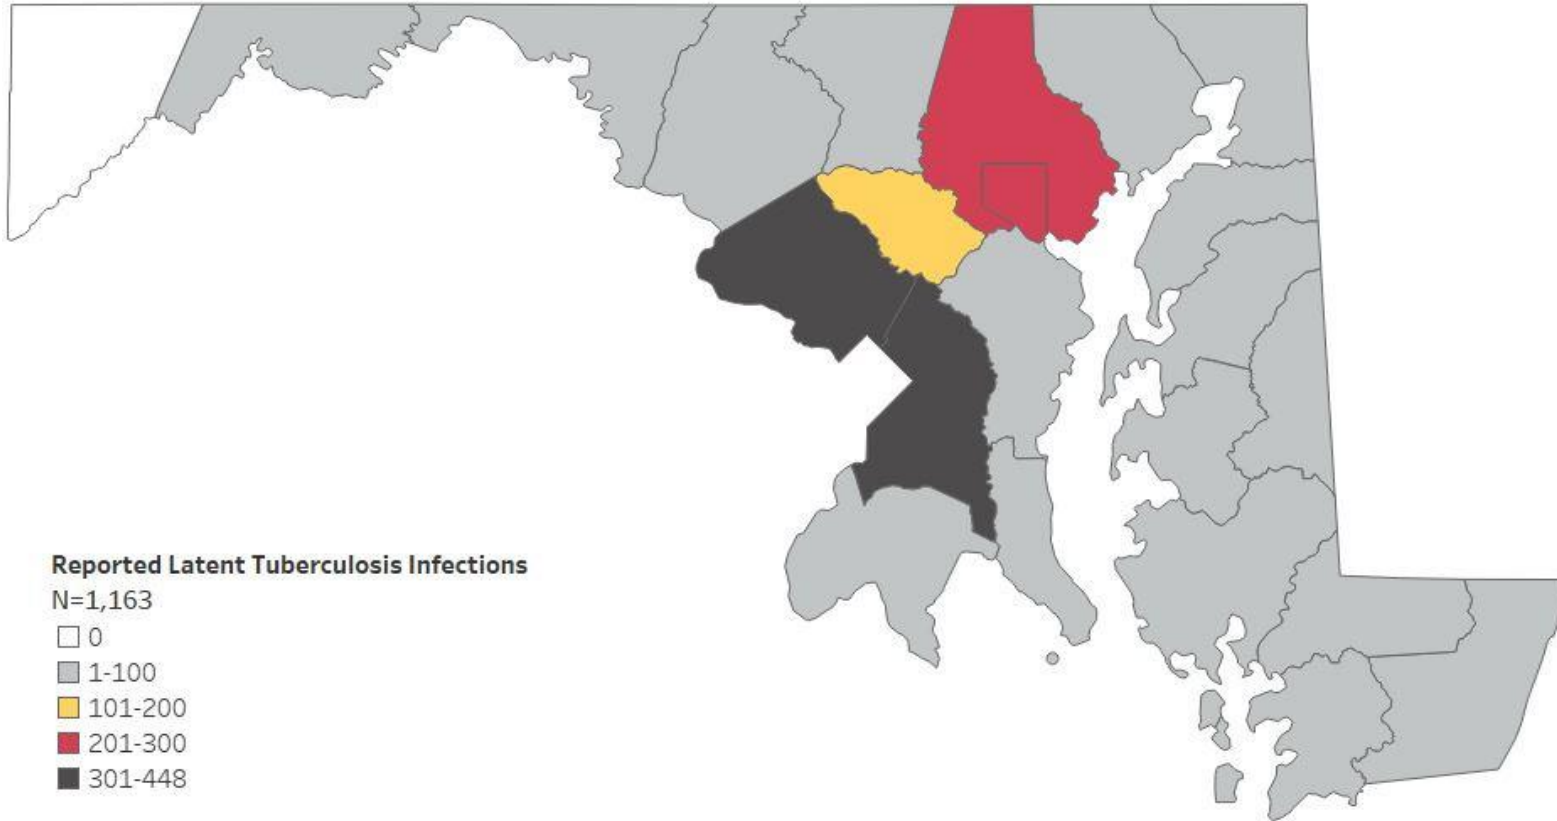 Reported Latent Tuberculosis Infections
N=1,163
0
1-100
101-200
201-300
301-448